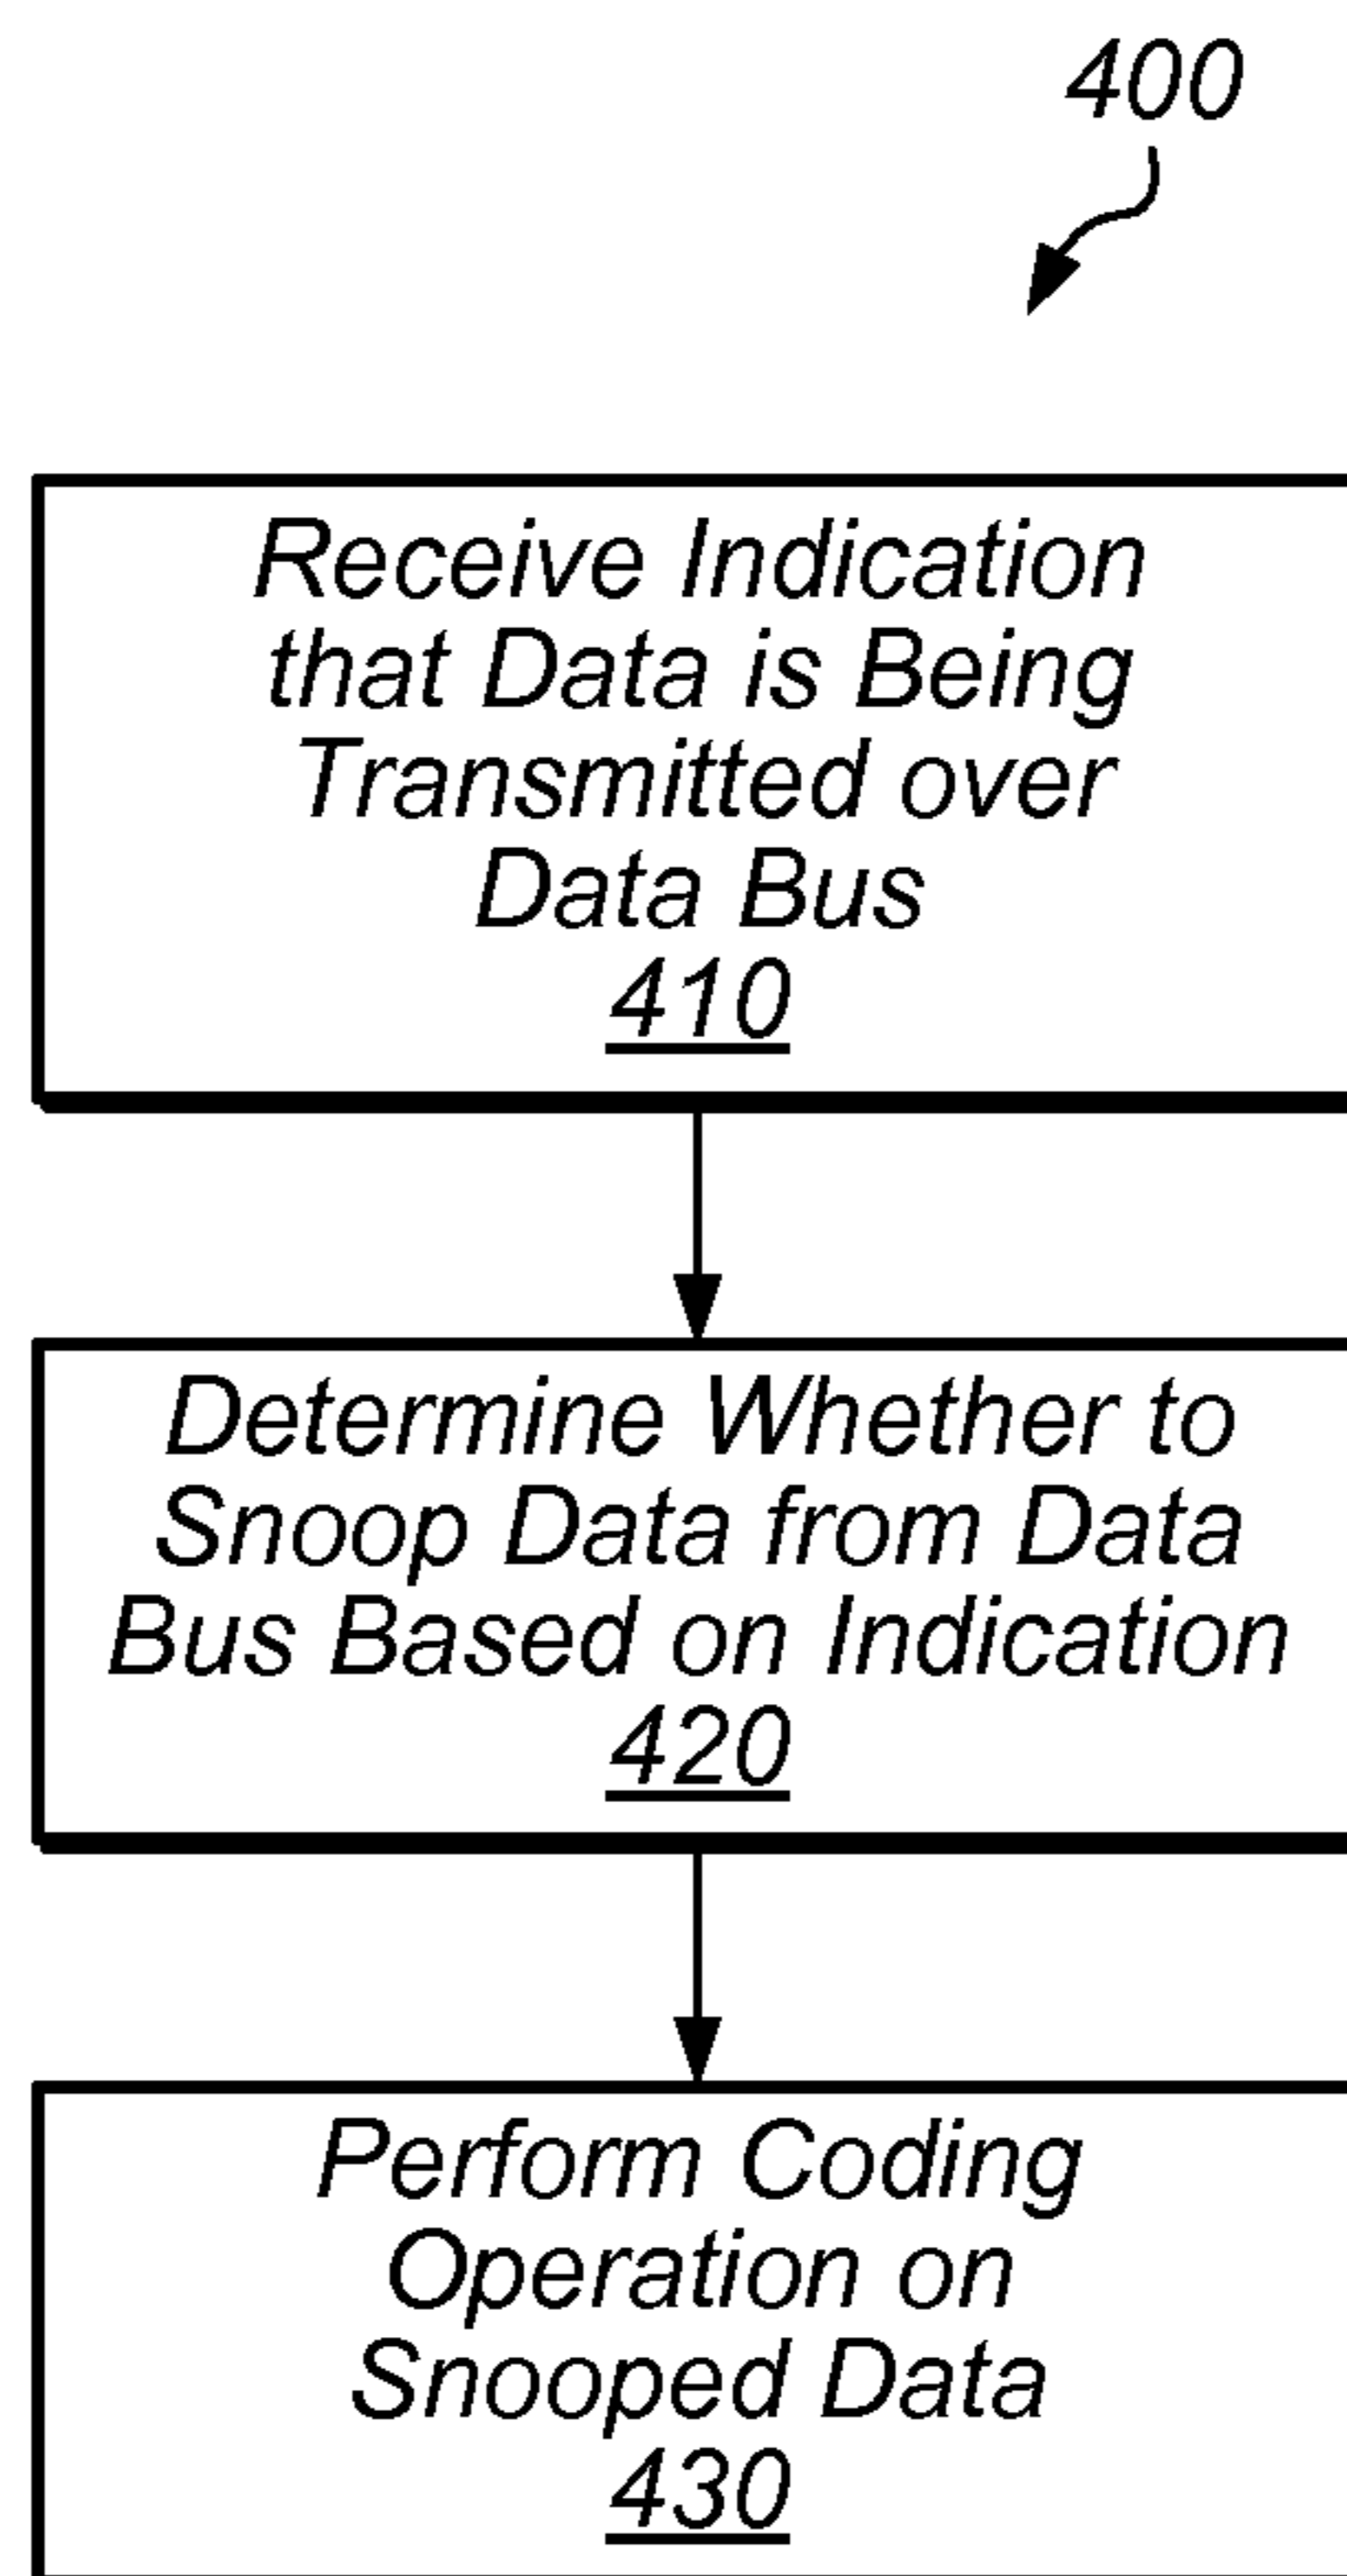 400
Receive Indication
that Data is Being
Transmitted over
Data Bus
410
Determine Whether to
Snoop Data from Data
Bus Based on Indication
420
Perform Coding
Operation on
Snooped Data
430